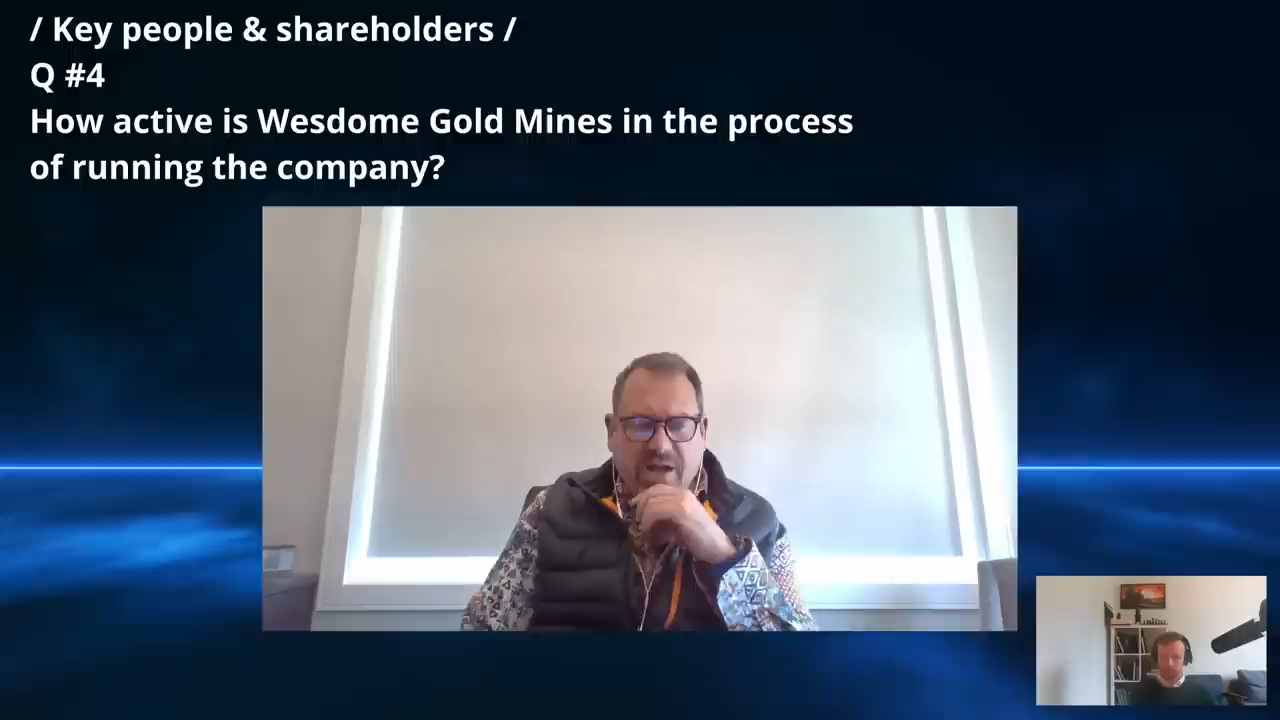 / Key people & shareholders /
Q #4
How active is Wesdome Gold Mines in the process
of running the company?